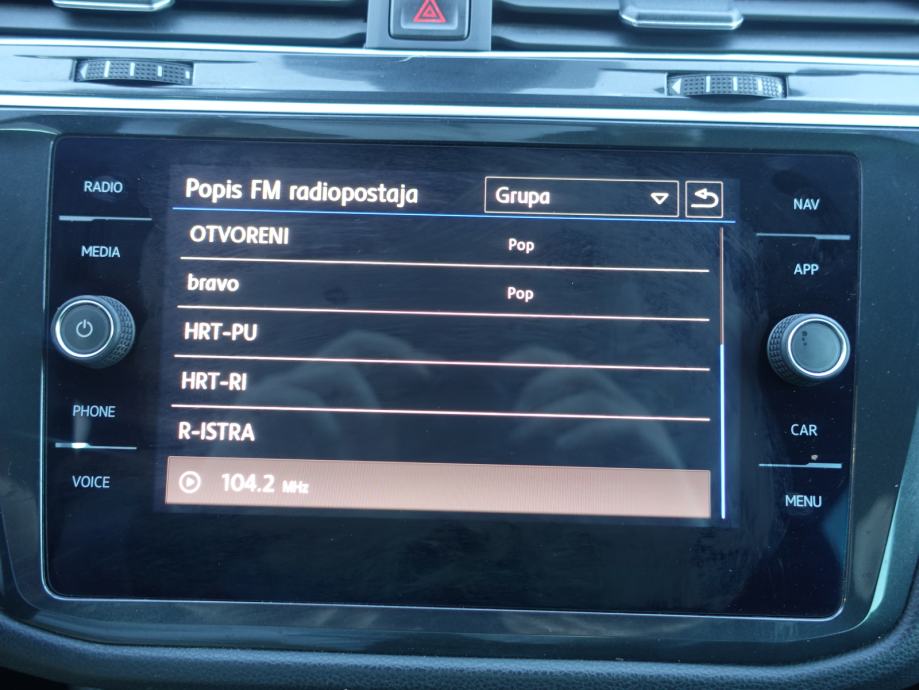 RADIO
MEDIA
PHONE
VOICE
Popis FM radiopostaja Grupa
OTVORENI Pop
bravo Pop
HRT-PU
HRT-RI
R-ISTRA
104.2 MHz
NAV
APP
CAR
MENU